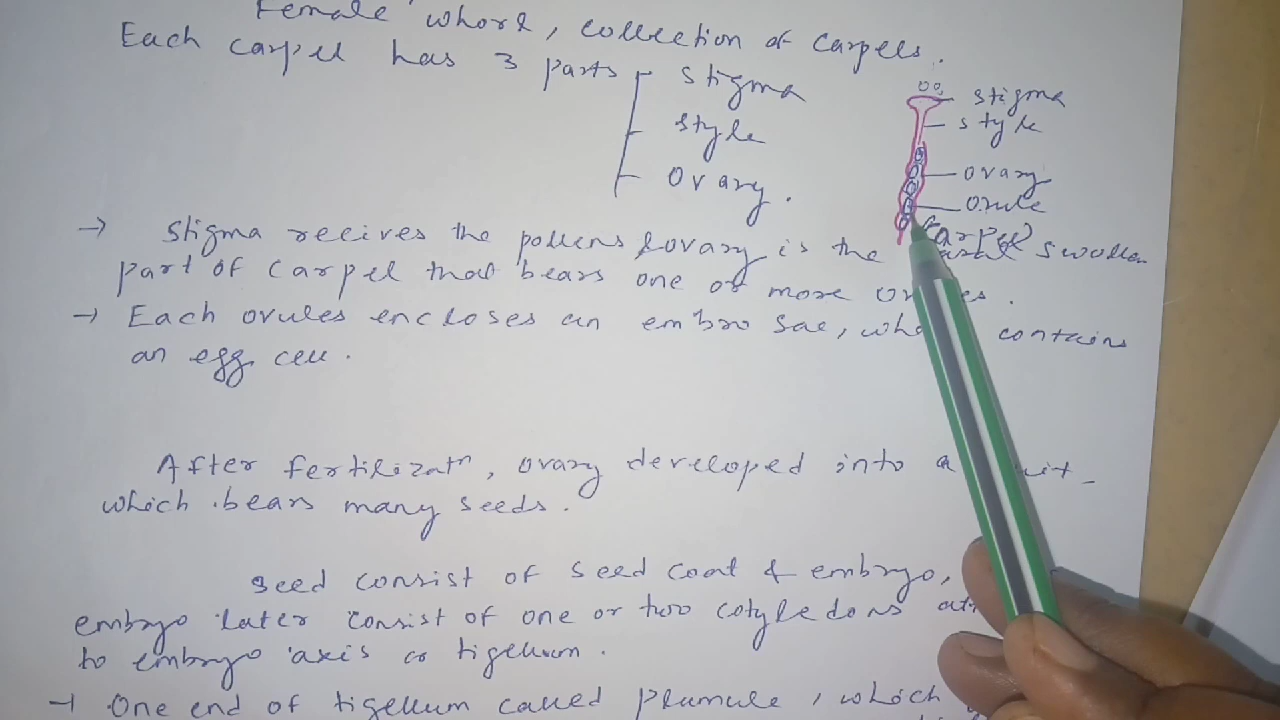 Female whorl, collection of carpels.
Each carpel has 3 parts
stigma
style
ovary.
stigma
style
ovary
ovule
carpel
→ stigma recives the pollens & ovary is the swollen
part of carpel that bears one or more
→ Each ovules encloses an embro sac, contains
an egg cell.
After fertilizatn, ovary developed into a
which bears many seeds.
seed consist of seed coat & embryo,
embryo later consist of one or two cotyledons
to embryo axis or tigellum.
→ One end of tigellum called plumule, which